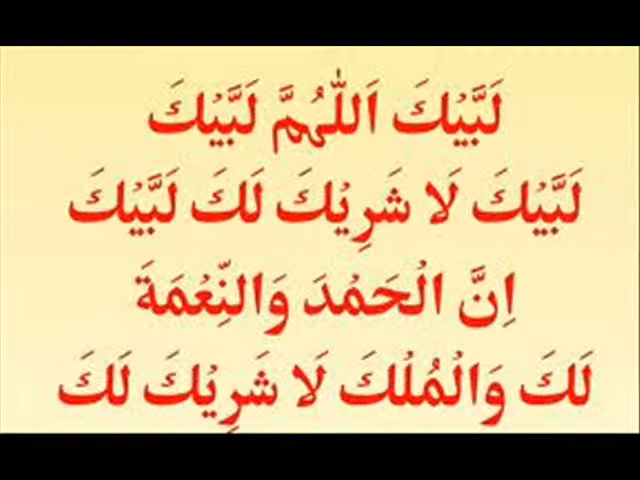 لَبَّيْكَ اَللّٰهُمَّ لَبَّيْكَ
لَبَّيْكَ لَا شَرِيْكَ لَكَ لَبَّيْكَ
اِنَّ الْحَمْدَ وَالنِّعْمَةَ
لَكَ وَالْمُلْكَ لَا شَرِيْكَ لَكَ